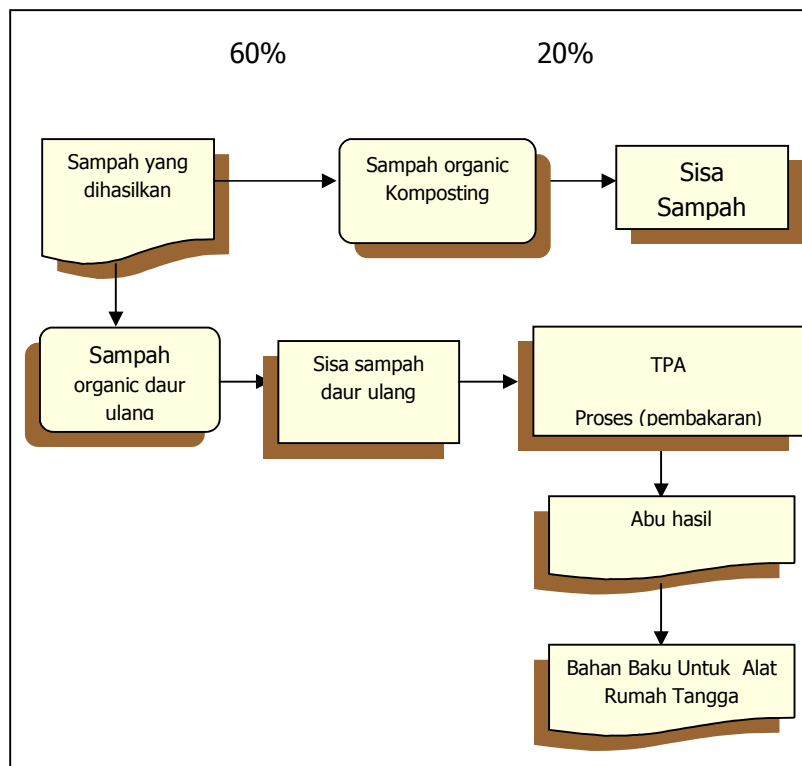 60% 20%
Sampah yang
dihasilkan
Sampah organic
Komposting
Sisa
Sampah
Sampah
organic daur
ulang
Sisa sampah
daur ulang
TPA
Proses (pembakaran)
Abu hasil
Bahan Baku Untuk Alat
Rumah Tangga